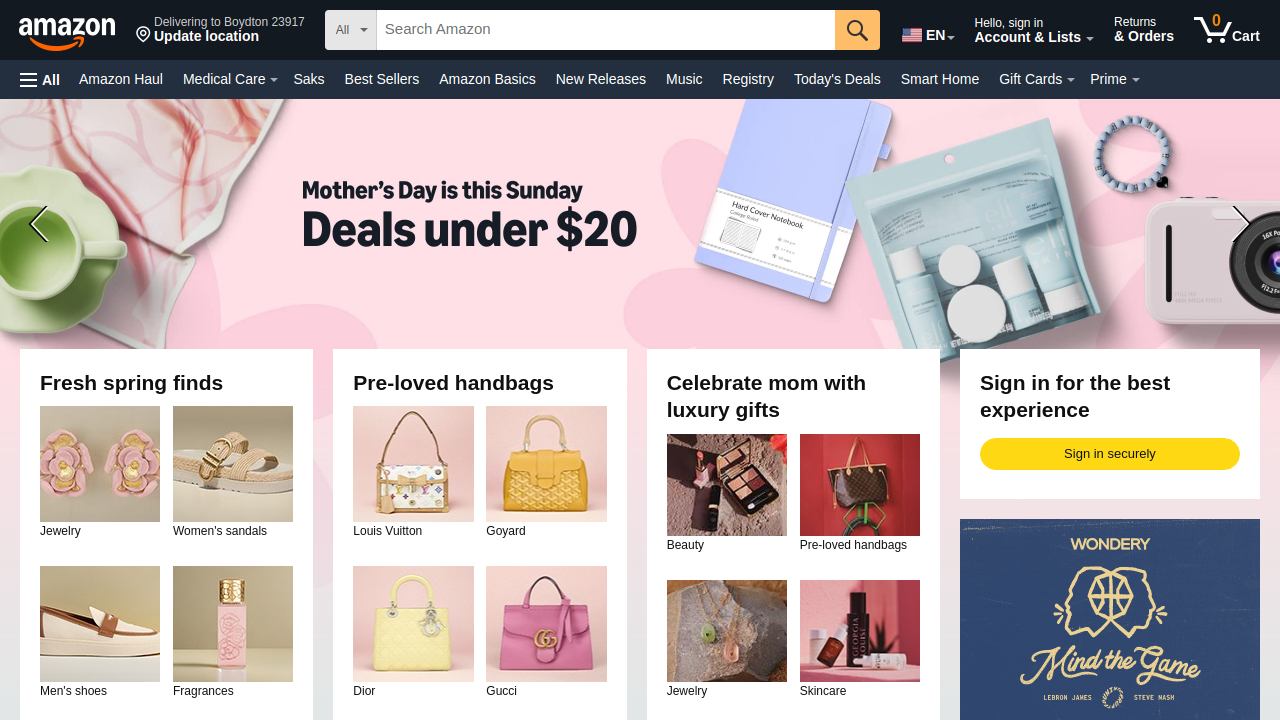 amazon
Delivering to Boydton 23917
Update location
All
Search Amazon
EN
Hello, sign in
Account & Lists
Returns
& Orders
0
Cart
All
Amazon Haul
Medical Care
Saks
Best Sellers
Amazon Basics
New Releases
Music
Registry
Today's Deals
Smart Home
Gift Cards
Prime
Mother's Day is this Sunday
Deals under $20
Hard Cover Notebook
College Ruled
16X
Fresh spring finds
Jewelry
Women's sandals
Men's shoes
Fragrances
Pre-loved handbags
Louis Vuitton
Goyard
Dior
Gucci
Celebrate mom with
luxury gifts
Beauty
Pre-loved handbags
Jewelry
Skincare
GEORGIA
LOUISE
Sign in for the best
experience
Sign in securely
WONDERY
Mind the Game
LEBRON JAMES
STEVE NASH